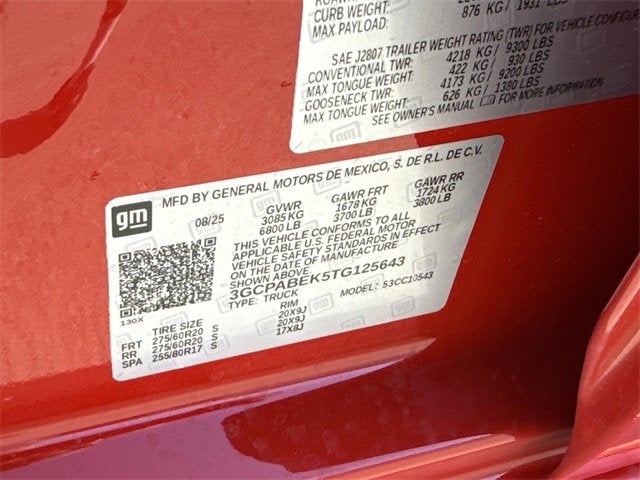 CURB WEIGHT:
MAX PAYLOAD: 876 KG / 1931 LBS
SAE J2807 TRAILER WEIGHT RATING (TWR) FOR VEHICLE
CONVENTIONAL TWR: 4218 KG / 9300 LBS
MAX TONGUE WEIGHT: 422 KG / 930 LBS
GOOSENECK TWR: 4173 KG / 9200 LBS
MAX TONGUE WEIGHT: 626 KG / 1380 LBS
SEE OWNER'S MANUAL FOR MORE INFORMATION
gm
MFD BY GENERAL MOTORS DE MEXICO, S. DE R.L. DE C.V.
08/25 GVWR GAWR FRT GAWR RR
3085 KG 1678 KG 1724 KG
6800 LB 3700 LB 3800 LB
THIS VEHICLE CONFORMS TO ALL
APPLICABLE U.S. FEDERAL MOTOR
VEHICLE SAFETY STANDARDS IN EFFECT
ON THE DATE OF MANUFACTURE
SHOWN ABOVE.
3GCPABEK5TG125643
TYPE: TRUCK MODEL: 53CC10543
130X
TIRE SIZE RIM
FRT 275/60R20 S 20X9J
RR 275/60R20 S 20X9J
SPA 255/80R17 S 17X8J